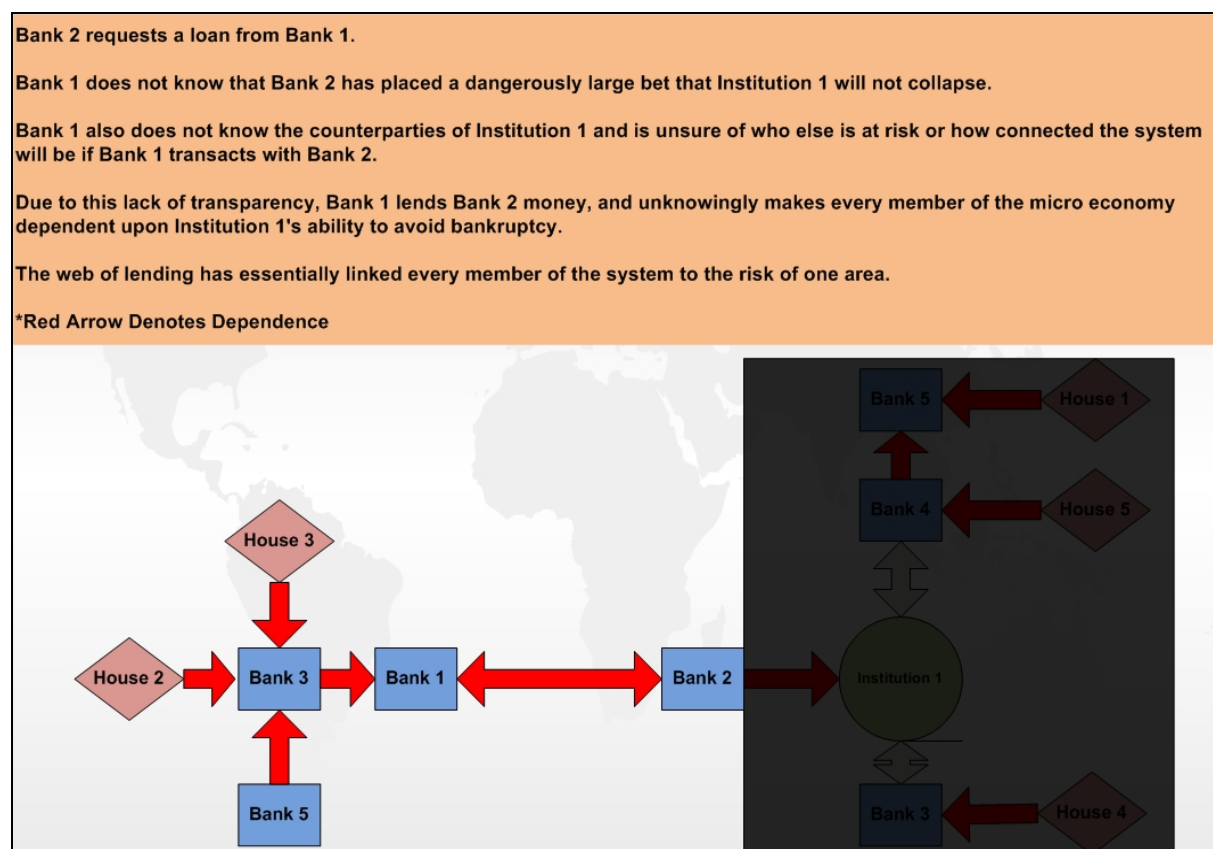 Bank 2 requests a loan from Bank 1.
Bank 1 does not know that Bank 2 has placed a dangerously large bet that Institution 1 will not collapse.
Bank 1 also does not know the counterparties of Institution 1 and is unsure of who else is at risk or how connected the system
will be if Bank 1 transacts with Bank 2.
Due to this lack of transparency, Bank 1 lends Bank 2 money, and unknowingly makes every member of the micro economy
dependent upon Institution 1's ability to avoid bankruptcy.
The web of lending has essentially linked every member of the system to the risk of one area.
*Red Arrow Denotes Dependence
Bank 5
House 1
Bank 4
House 5
House 3
House 2
Bank 3
Bank 1
Bank 2
Institution 1
Bank 5
Bank 3
House 4